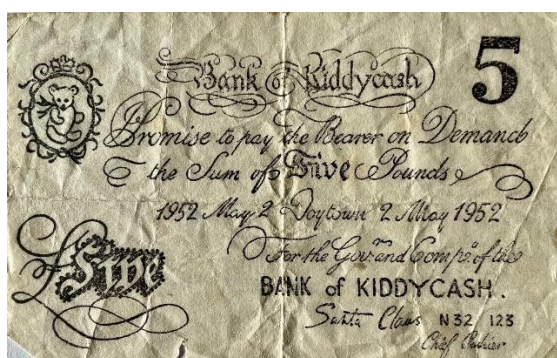 Bank of Kiddycash 5
Promise to pay the Bearer on Demand
the Sum of Five Pounds
1952 May 2 Toytown 2 May 1952
For the Gov.r and Comp.a of the
£Five BANK of KIDDYCASH.
Santa Claus N32 123
Chief Cashier